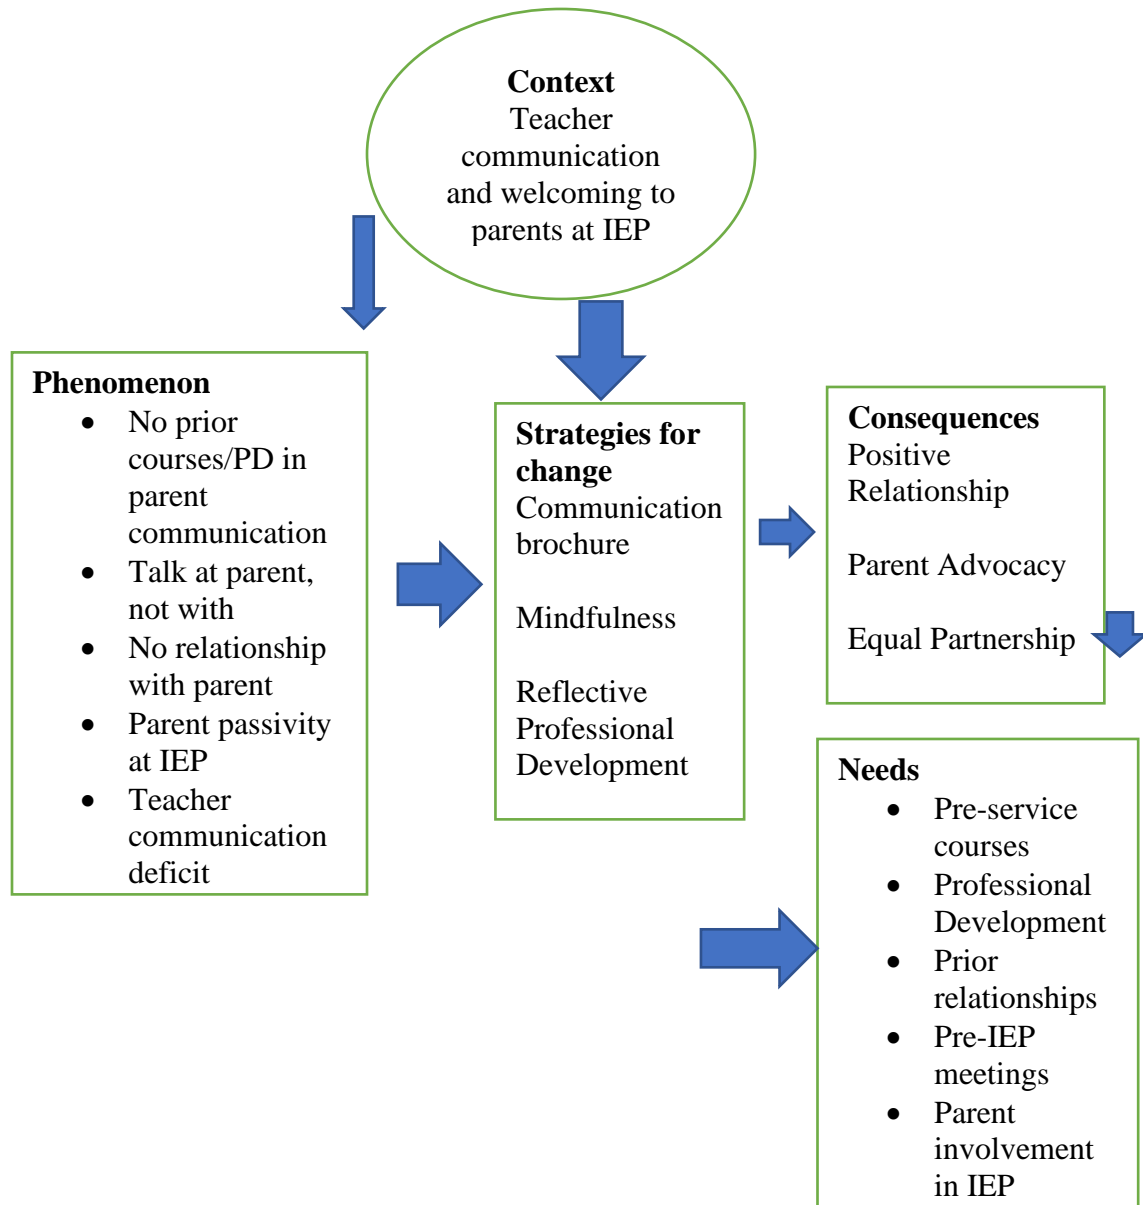 Context
Teacher
communication
and welcoming to
parents at IEP
Phenomenon
• No prior
courses/PD in
parent
communication
• Talk at parent,
not with
• No relationship
with parent
• Parent passivity
at IEP
• Teacher
communication
deficit
Strategies for
change
Communication
brochure
Mindfulness
Reflective
Professional
Development
Consequences
Positive
Relationship
Parent Advocacy
Equal Partnership
Needs
• Pre-service
courses
• Professional
Development
• Prior
relationships
• Pre-IEP
meetings
• Parent
involvement
in IEP